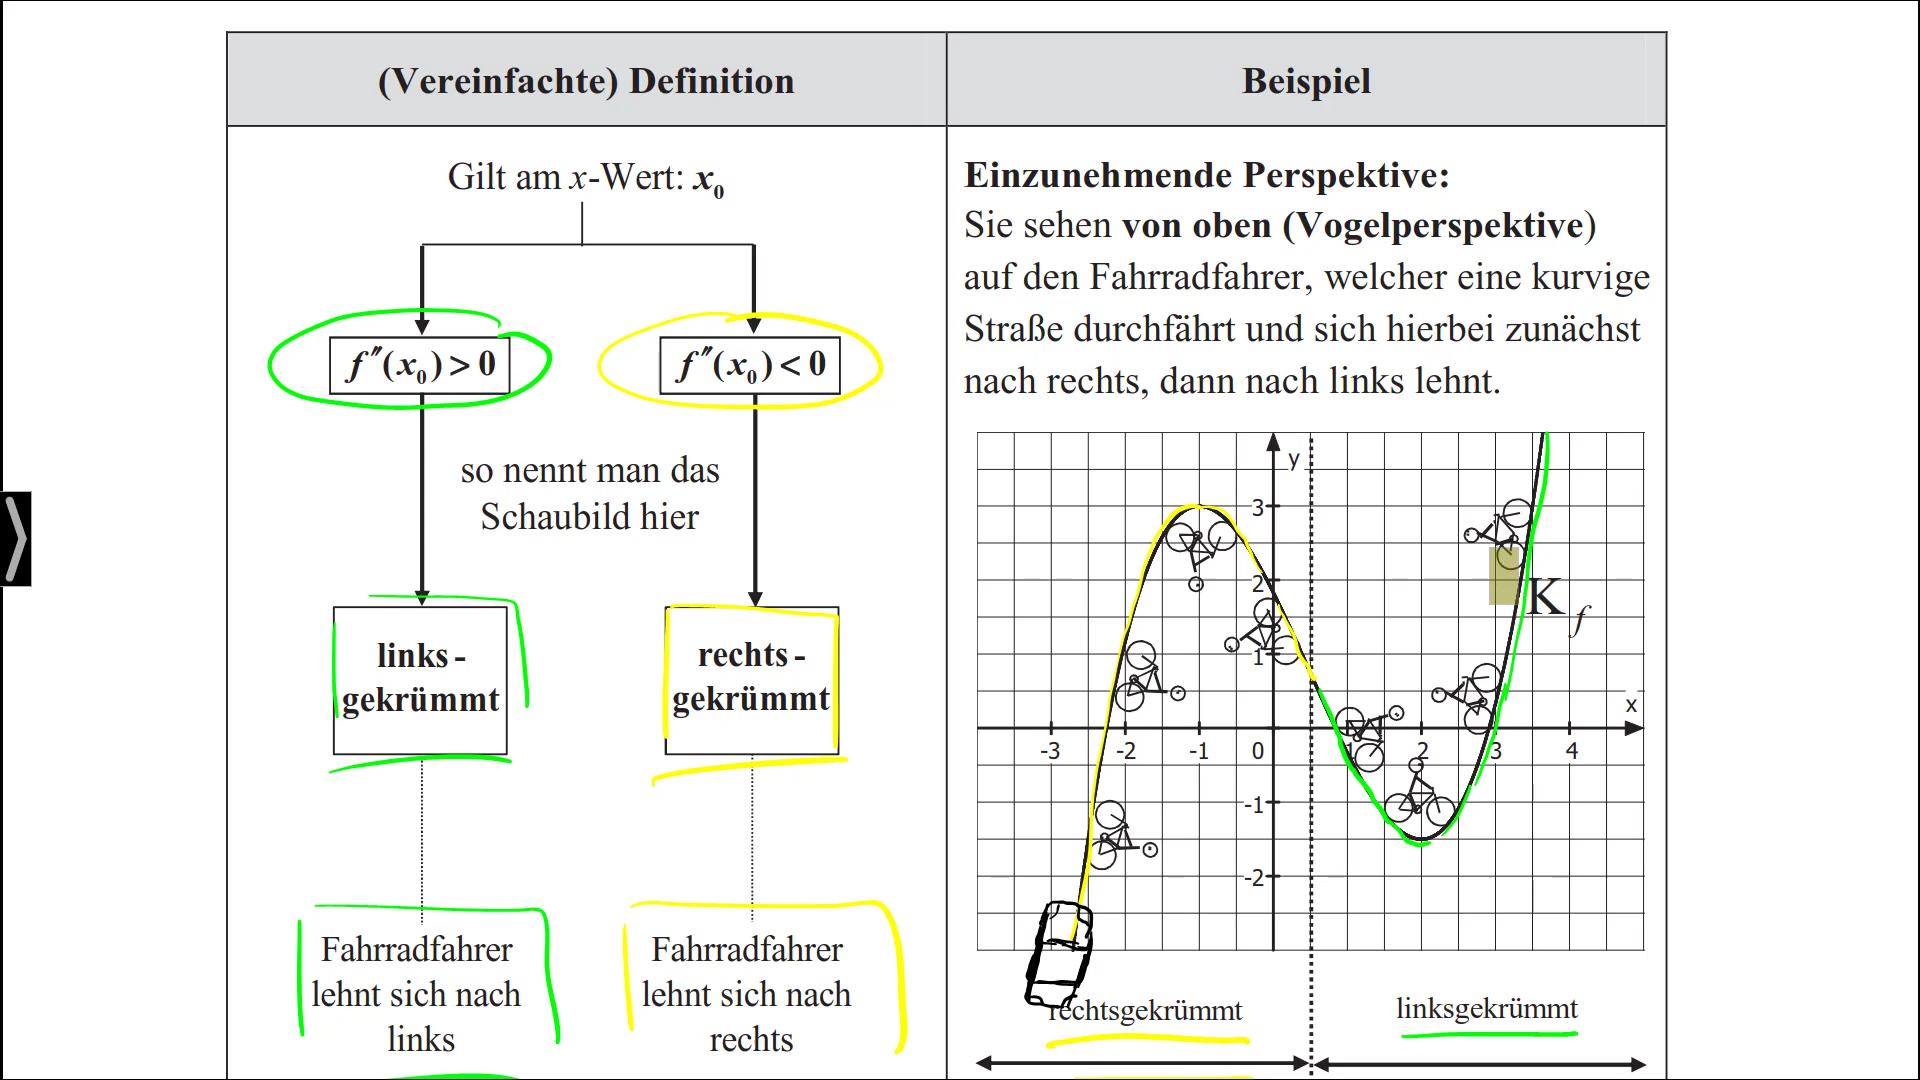 (Vereinfachte) Definition
Beispiel
Gilt am x-Wert: x₀
f″(x₀) > 0
f″(x₀) < 0
so nennt man das
Schaubild hier
links-
gekrümmt
rechts-
gekrümmt
Fahrradfahrer
lehnt sich nach
links
Fahrradfahrer
lehnt sich nach
rechts
Einzunehmende Perspektive:
Sie sehen von oben (Vogelperspektive)
auf den Fahrradfahrer, welcher eine kurvige
Straße durchfährt und sich hierbei zunächst
nach rechts, dann nach links lehnt.
y
3
2
1
K f
x
-3 -2 -1 0 1 2 3 4
-1
-2
rechtsgekrümmt
linksgekrümmt